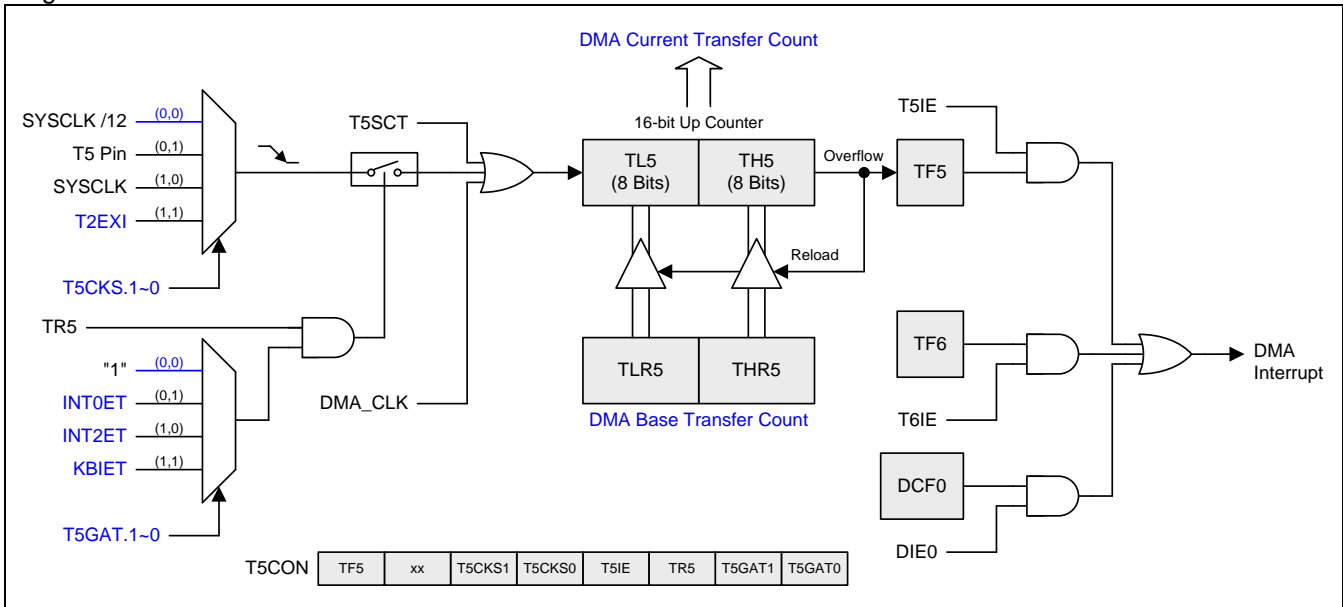 DMA Current Transfer Count
SYSCLK /12 (0,0)
T5 Pin (0,1)
SYSCLK (1,0)
T2EXI (1,1)
T5CKS.1~0
T5SCT
16-bit Up Counter
TL5
(8 Bits)
TH5
(8 Bits)
Overflow
TF5
T5IE
Reload
TR5
"1" (0,0)
INT0ET (0,1)
INT2ET (1,0)
KBIET (1,1)
T5GAT.1~0
DMA_CLK
TLR5
THR5
DMA Base Transfer Count
TF6
T6IE
DMA
Interrupt
DCF0
DIE0
T5CON TF5 xx T5CKS1 T5CKS0 T5IE TR5 T5GAT1 T5GAT0